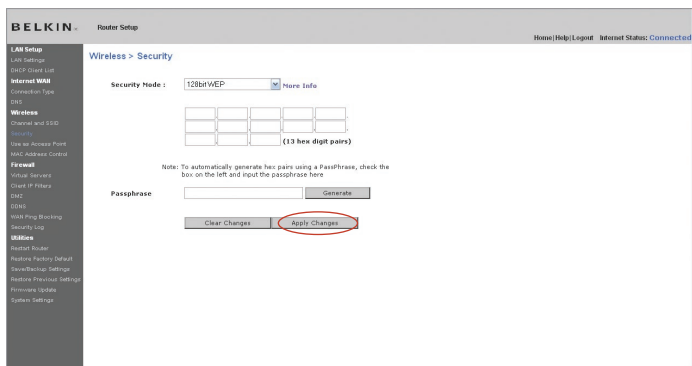 BELKIN. Router Setup
Home|Help|Logout Internet Status: Connected
LAN Setup
LAN Settings
DHCP Client List
Internet WAN
Connection Type
DNS
Wireless
Channel and SSID
Security
Use as Access Point
MAC Address Control
Firewall
Virtual Servers
Client IP Filters
DMZ
DDNS
WAN Ping Blocking
Security Log
Utilities
Restart Router
Restore Factory Default
Save/Backup Settings
Restore Previous Settings
Firmware Update
System Settings
Wireless > Security
Security Mode : 128bit WEP More Info
(13 hex digit pairs)
Note: To automatically generate hex pairs using a PassPhrase, check the
box on the left and input the passphrase here
Passphrase Generate
Clear Changes Apply Changes